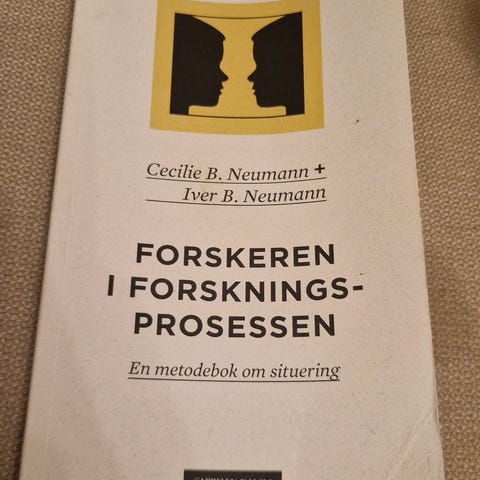 Cecilie B. Neumann +
Iver B. Neumann
FORSKEREN
I FORSKNINGS-
PROSESSEN
En metodebok om situering